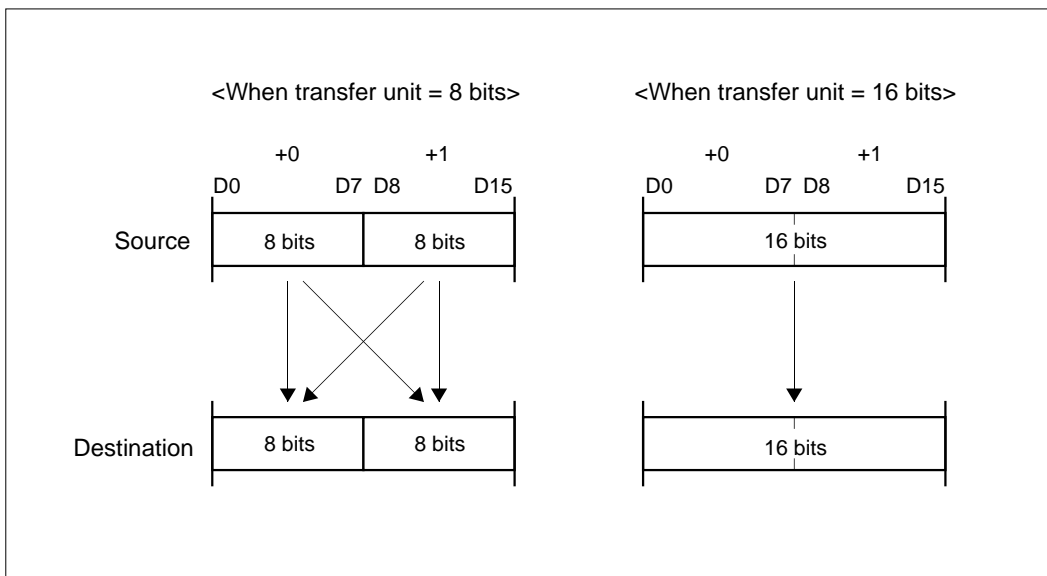 <When transfer unit = 8 bits>
<When transfer unit = 16 bits>
+0 +1
+0 +1
D0 D7 D8 D15
D0 D7 D8 D15
Source
8 bits 8 bits
16 bits
Destination
8 bits 8 bits
16 bits